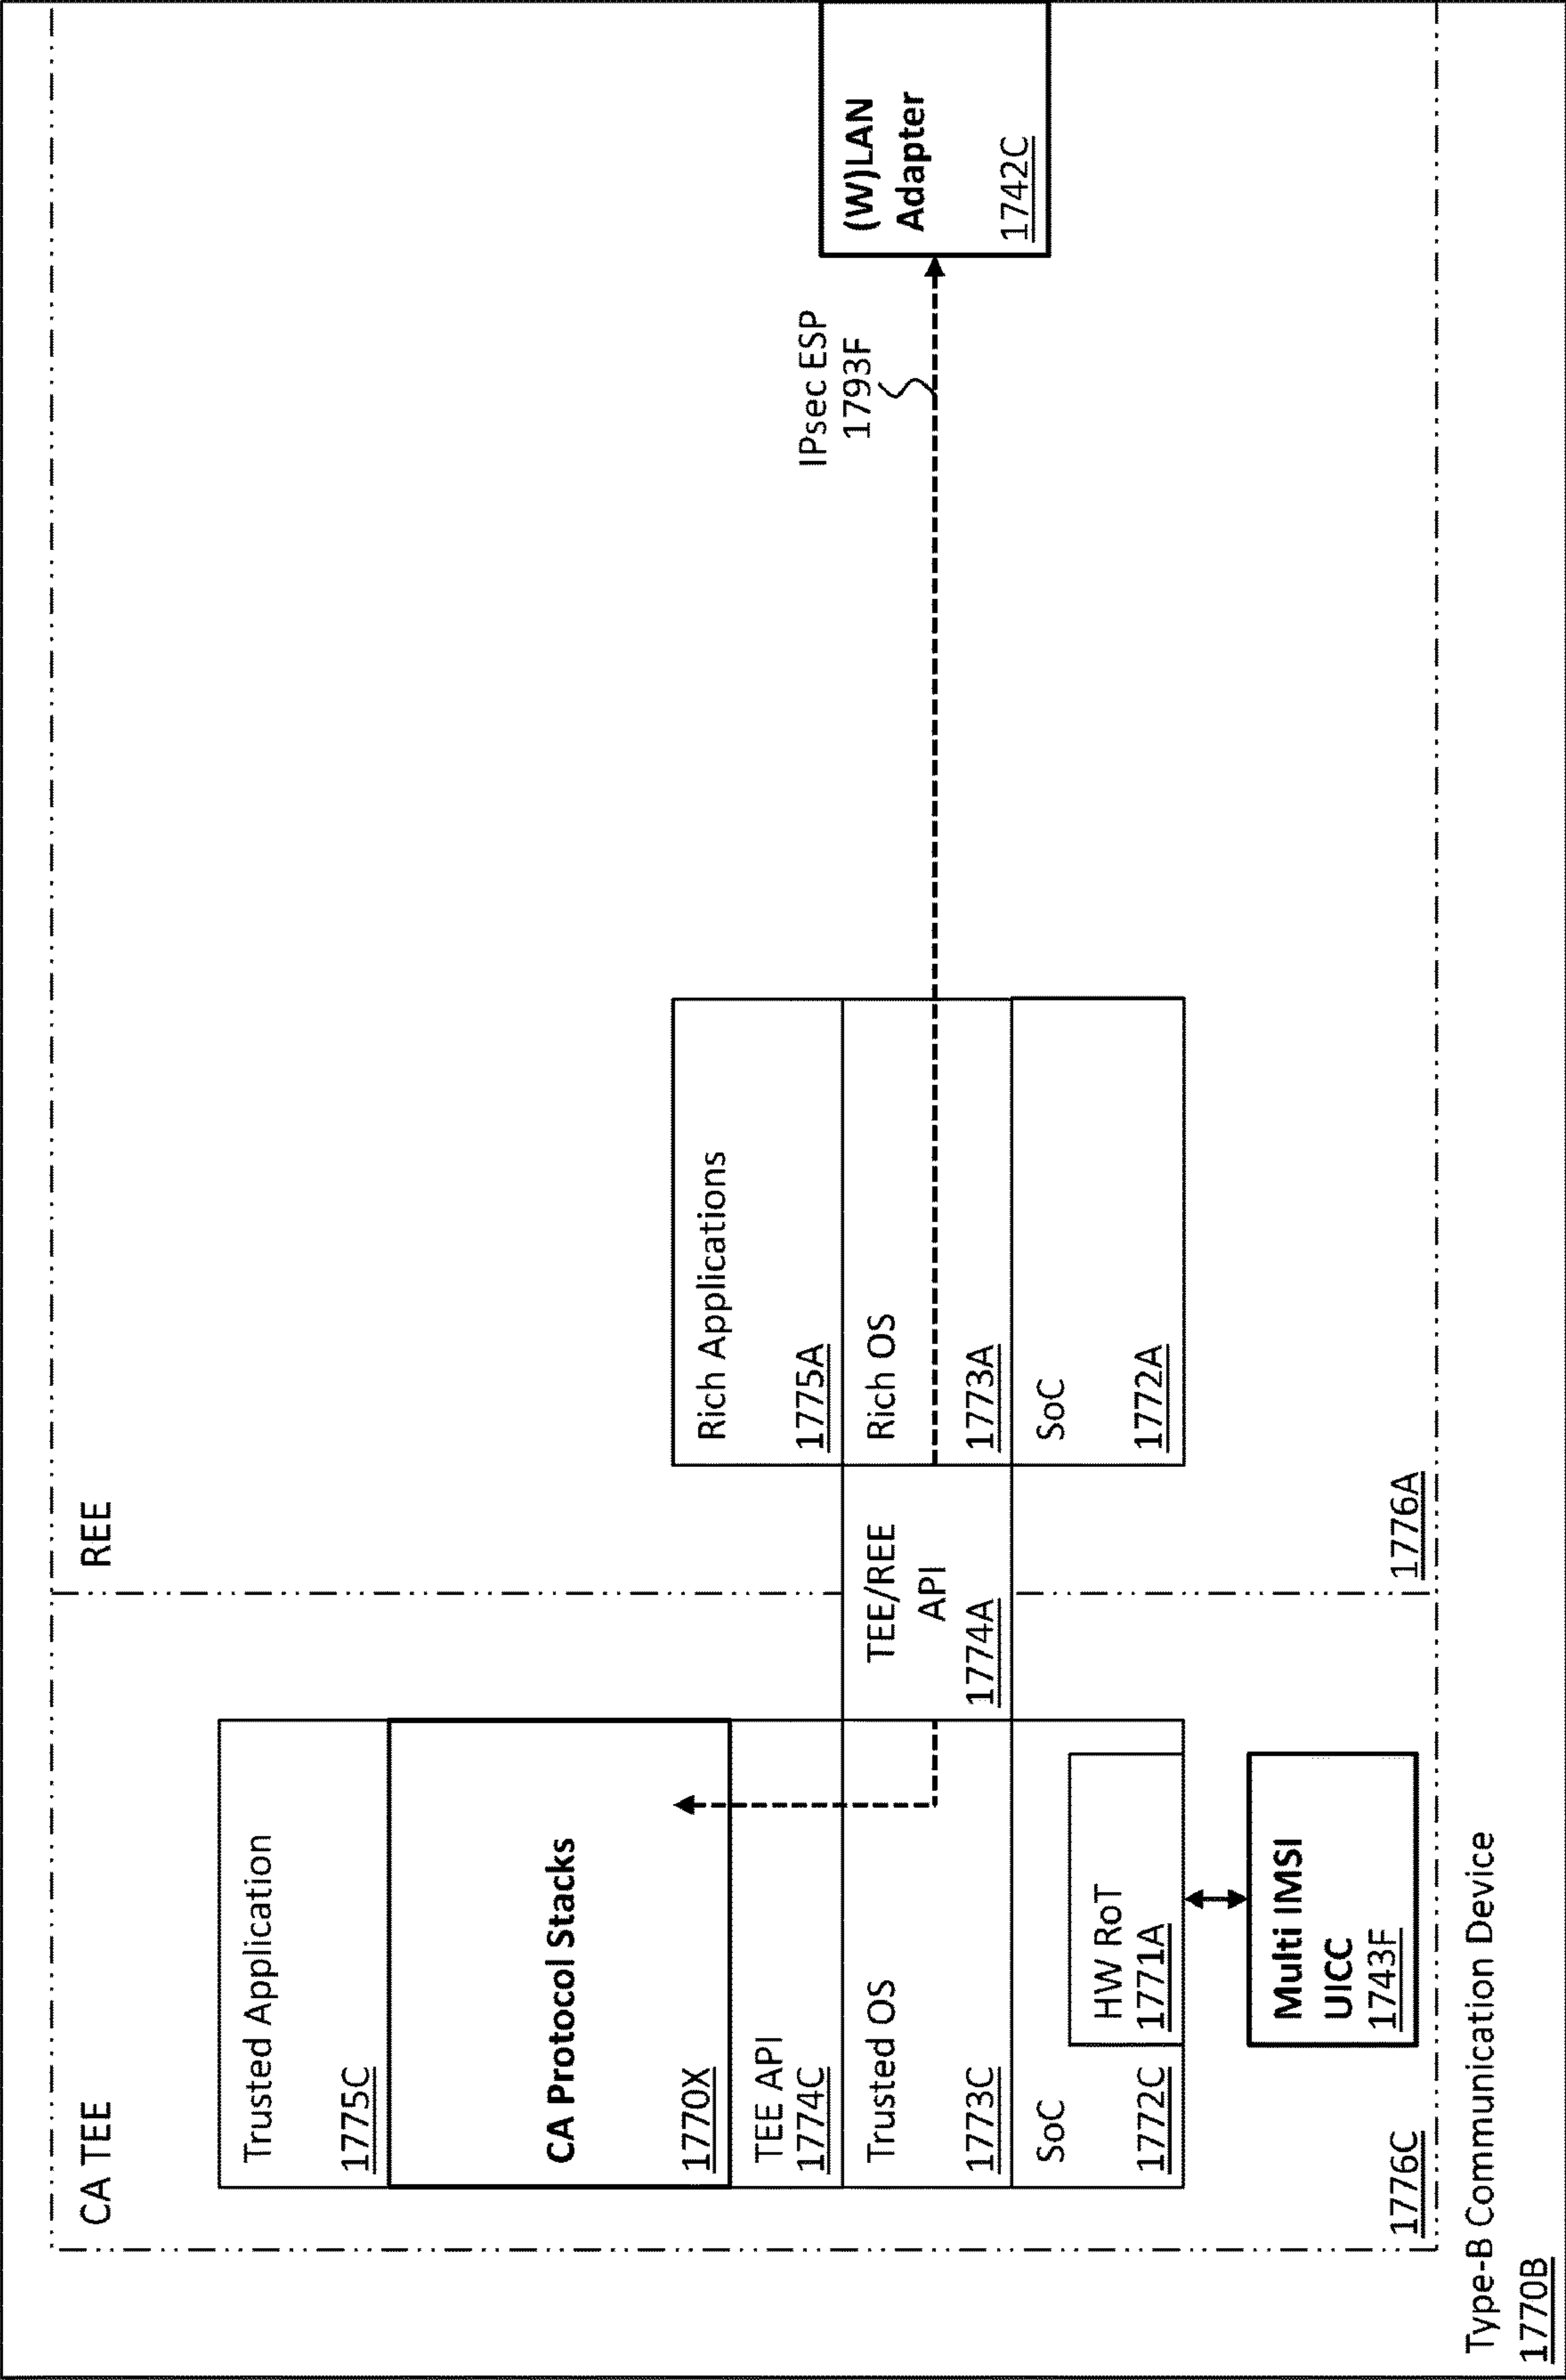 CA TEE
REE
Trusted Application
1775C
CA Protocol Stacks
1770X
TEE API
1774C
Trusted OS
1773C
SoC
1772C
HW RoT
1771A
Multi IMSI
UICC
1743F
1776C
TEE/REE
API
1774A
Rich Applications
1775A
Rich OS
1773A
SoC
1772A
1776A
IPsec ESP
1793F
(W)LAN
Adapter
1742C
Type-B Communication Device
1770B